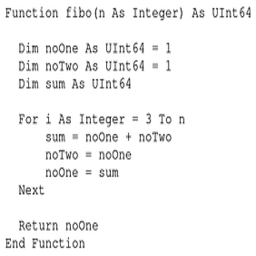 Function fibo(n As Integer) As UInt64
Dim noOne As UInt64 = 1
Dim noTwo As UInt64 = 1
Dim sum As UInt64
For i As Integer = 3 To n
sum = noOne + noTwo
noTwo = noOne
noOne = sum
Next
Return noOne
End Function